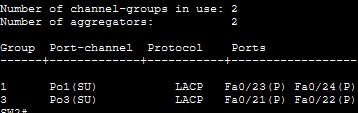 Number of channel-groups in use: 2
Number of aggregators: 2
Group Port-channel Protocol Ports
------+-------------+-----------+--------------------
1 Po1(SU) LACP Fa0/23(P) Fa0/24(P)
3 Po3(SU) LACP Fa0/21(P) Fa0/22(P)
SW2#